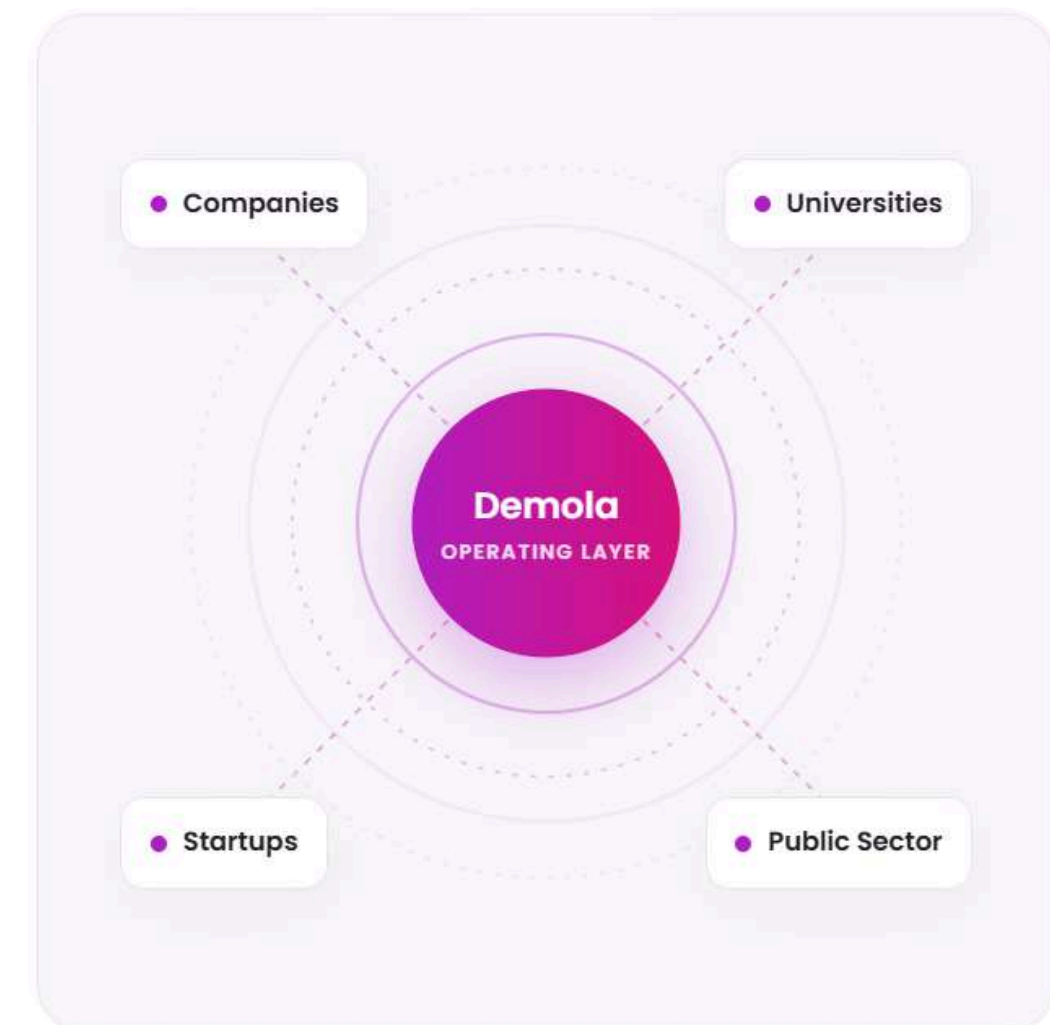 Companies
Universities
Demola
OPERATING LAYER
Startups
Public Sector